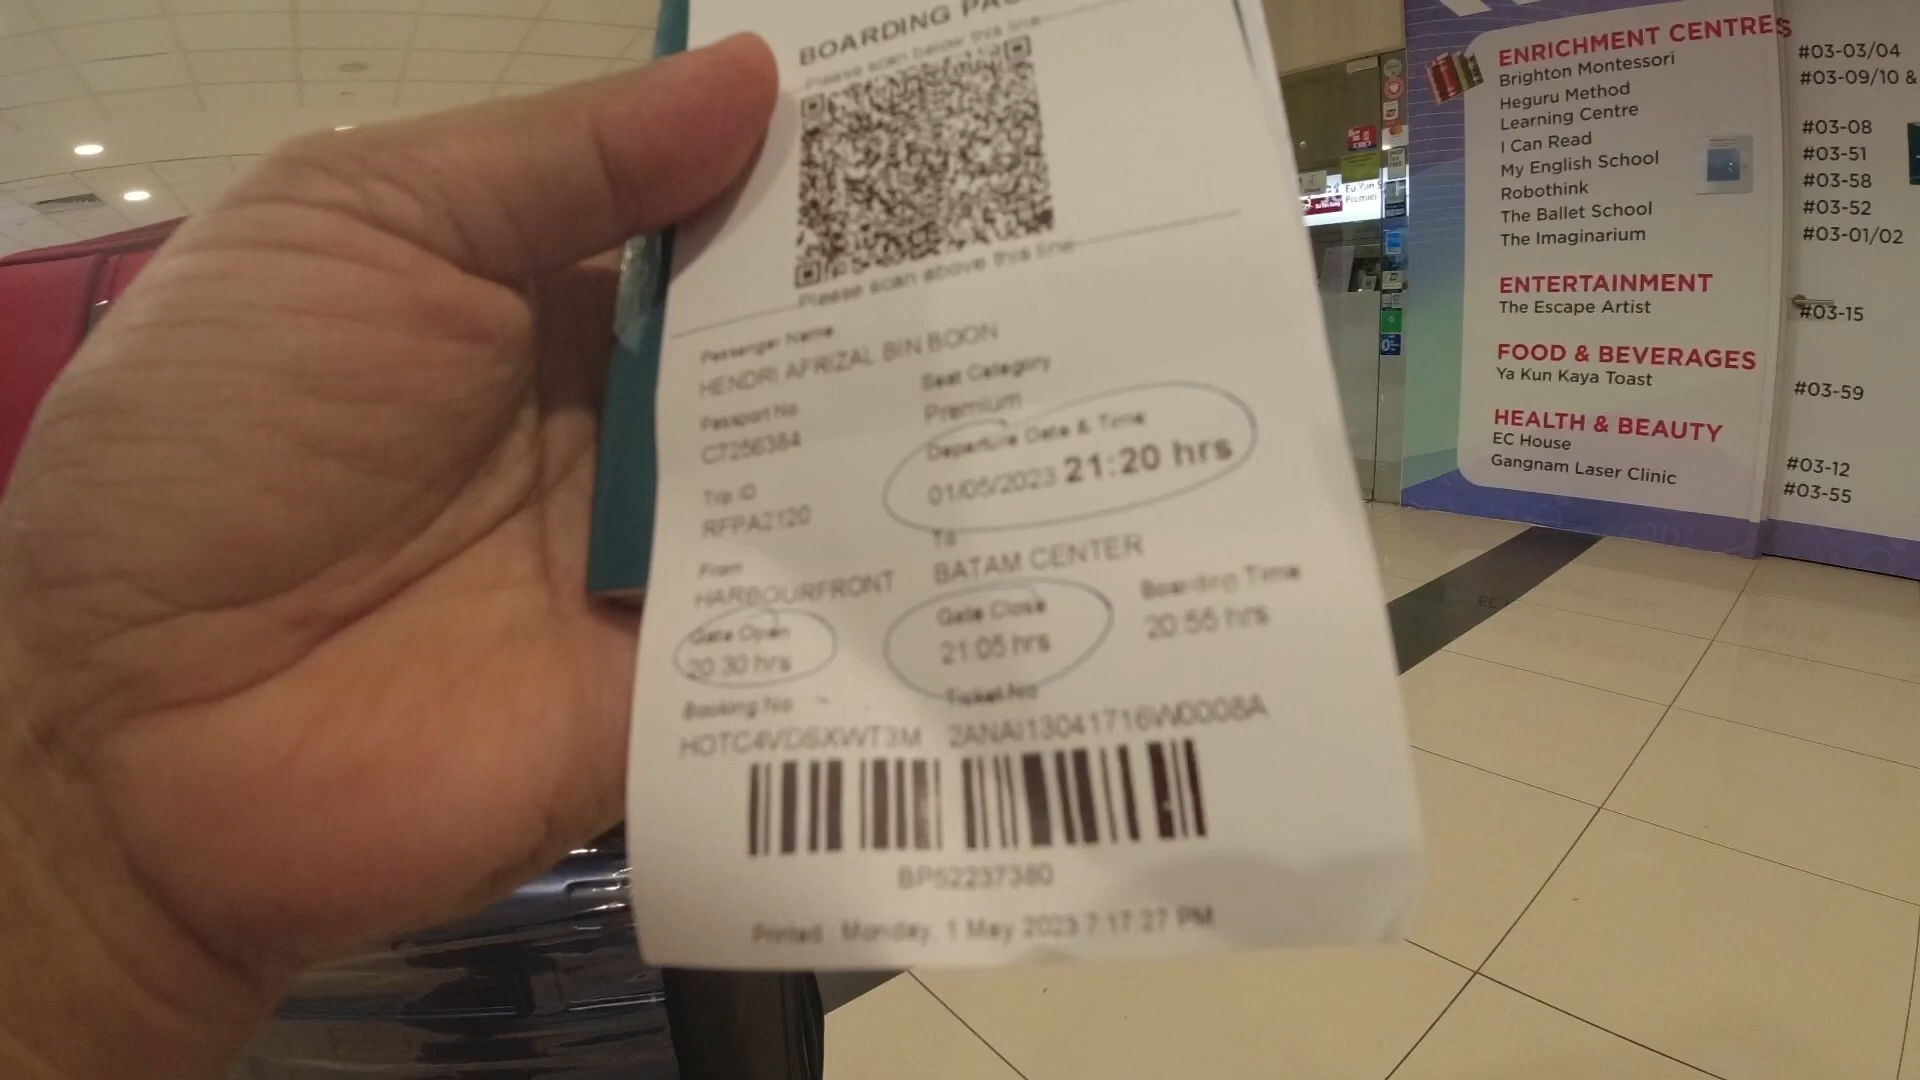 BOARDING PAS
Please scan below this line
Please scan above this line
Passenger Name
HENDRI AFRIZAL BIN BOON
Passport No
C7256384
Seat Category
Premium
Trip ID
RFPA2120
Departure Date & Time
01/05/2023 21:20 hrs
From
HARBOURFRONT
To
BATAM CENTER
Gate Open
20:30 hrs
Gate Close
21:05 hrs
Boarding Time
20:55 hrs
Booking No
Ticket No
2ANAI13041716W0008A
BP52237380
Printed : Monday, 1 May 2023 7:17:27 PM
ENRICHMENT CENTRES
Brighton Montessori
#03-03/04
#03-09/10 &
Heguru Method
Learning Centre
I Can Read
#03-08
My English School
#03-51
Robothink
#03-58
The Ballet School
#03-52
The Imaginarium
#03-01/02
ENTERTAINMENT
The Escape Artist
#03-15
FOOD & BEVERAGES
Ya Kun Kaya Toast
#03-59
HEALTH & BEAUTY
EC House
#03-12
Gangnam Laser Clinic
#03-55